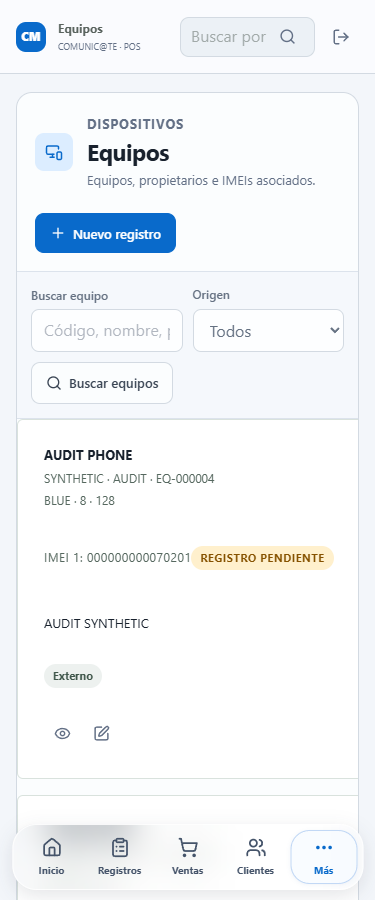 CM
Equipos
COMUNIC@TE · POS
Buscar por
DISPOSITIVOS
Equipos
Equipos, propietarios e IMEIs asociados.
Nuevo registro
Buscar equipo
Origen
Código, nombre, p
Todos
Buscar equipos
AUDIT PHONE
SYNTHETIC · AUDIT · EQ-000004
BLUE · 8 · 128
IMEI 1: 000000000070201
REGISTRO PENDIENTE
AUDIT SYNTHETIC
Externo
Inicio
Registros
Ventas
Clientes
Más